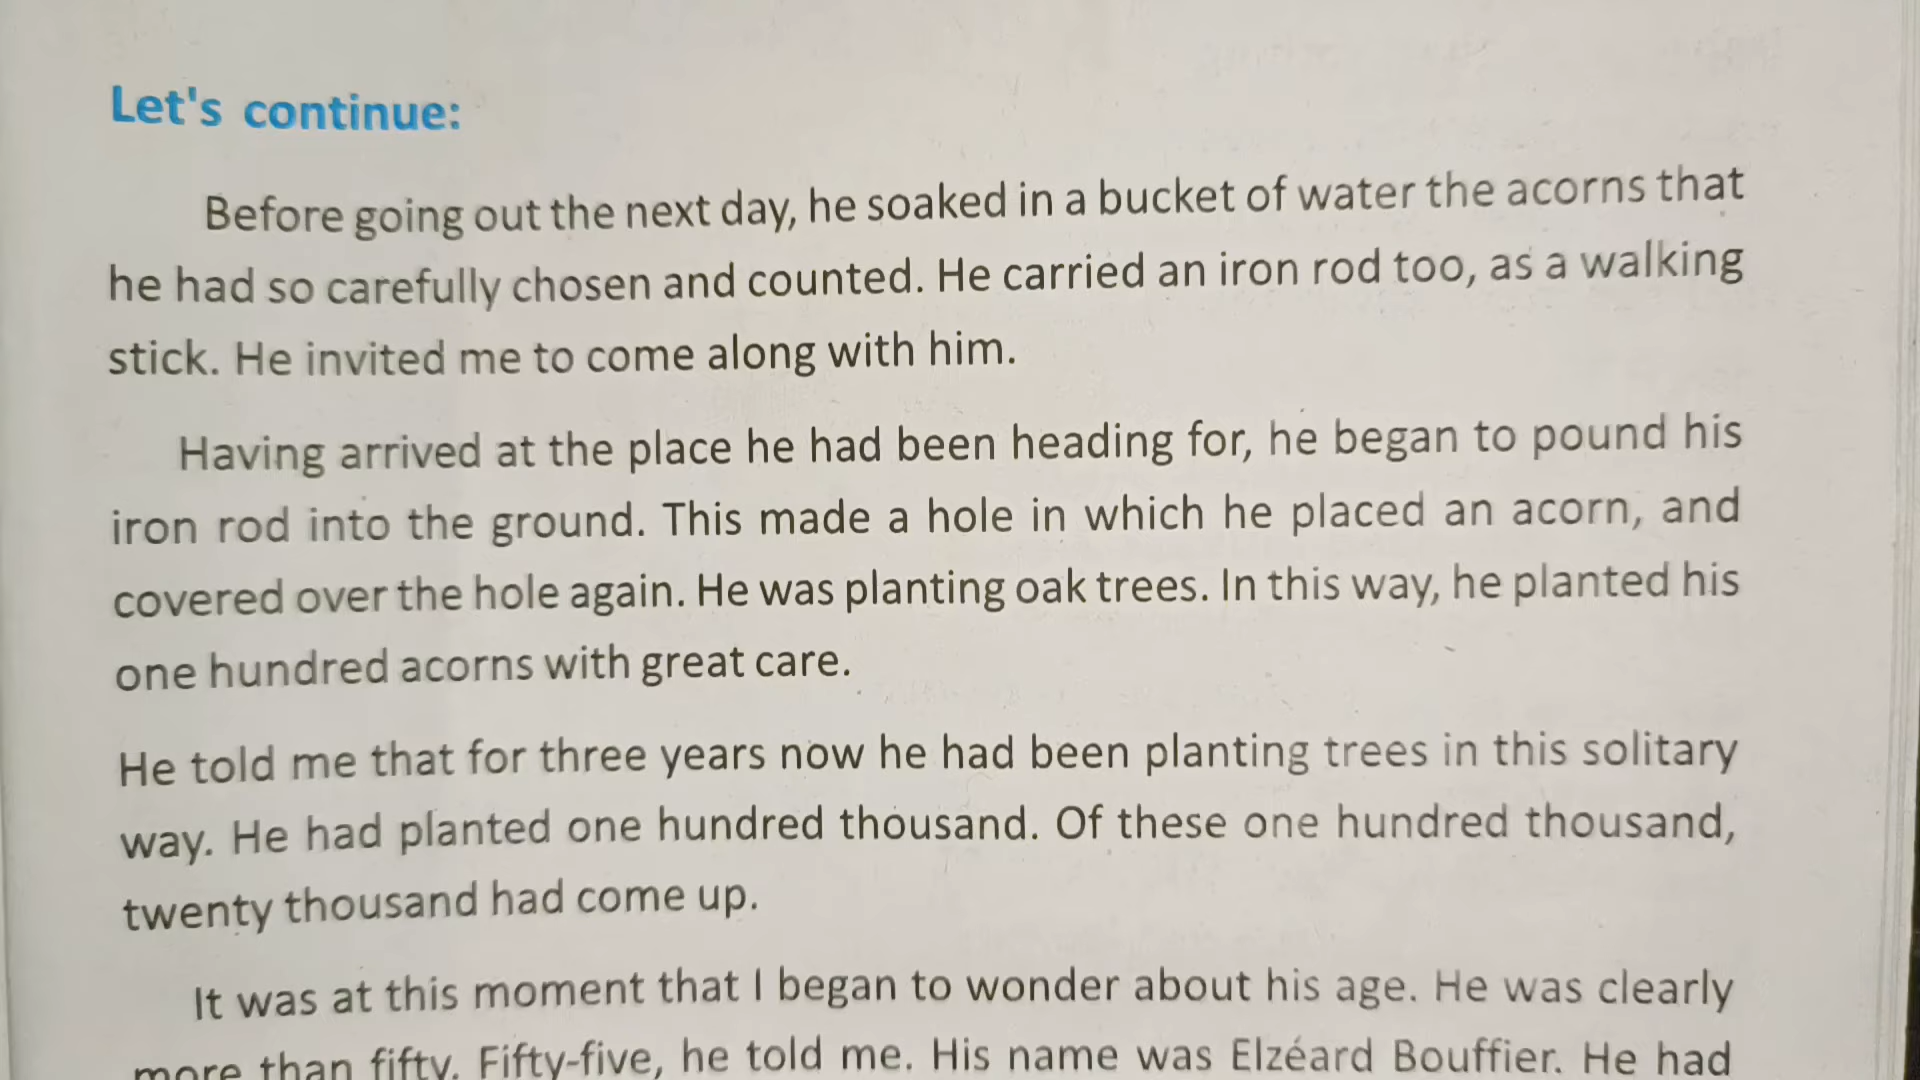 Let's continue:
Before going out the next day, he soaked in a bucket of water the acorns that
he had so carefully chosen and counted. He carried an iron rod too, as a walking
stick. He invited me to come along with him.
Having arrived at the place he had been heading for, he began to pound his
iron rod into the ground. This made a hole in which he placed an acorn, and
covered over the hole again. He was planting oak trees. In this way, he planted his
one hundred acorns with great care.
He told me that for three years now he had been planting trees in this solitary
way. He had planted one hundred thousand. Of these one hundred thousand,
twenty thousand had come up.
It was at this moment that I began to wonder about his age. He was clearly
more than fifty. Fifty-five, he told me. His name was Elzéard Bouffier. He had